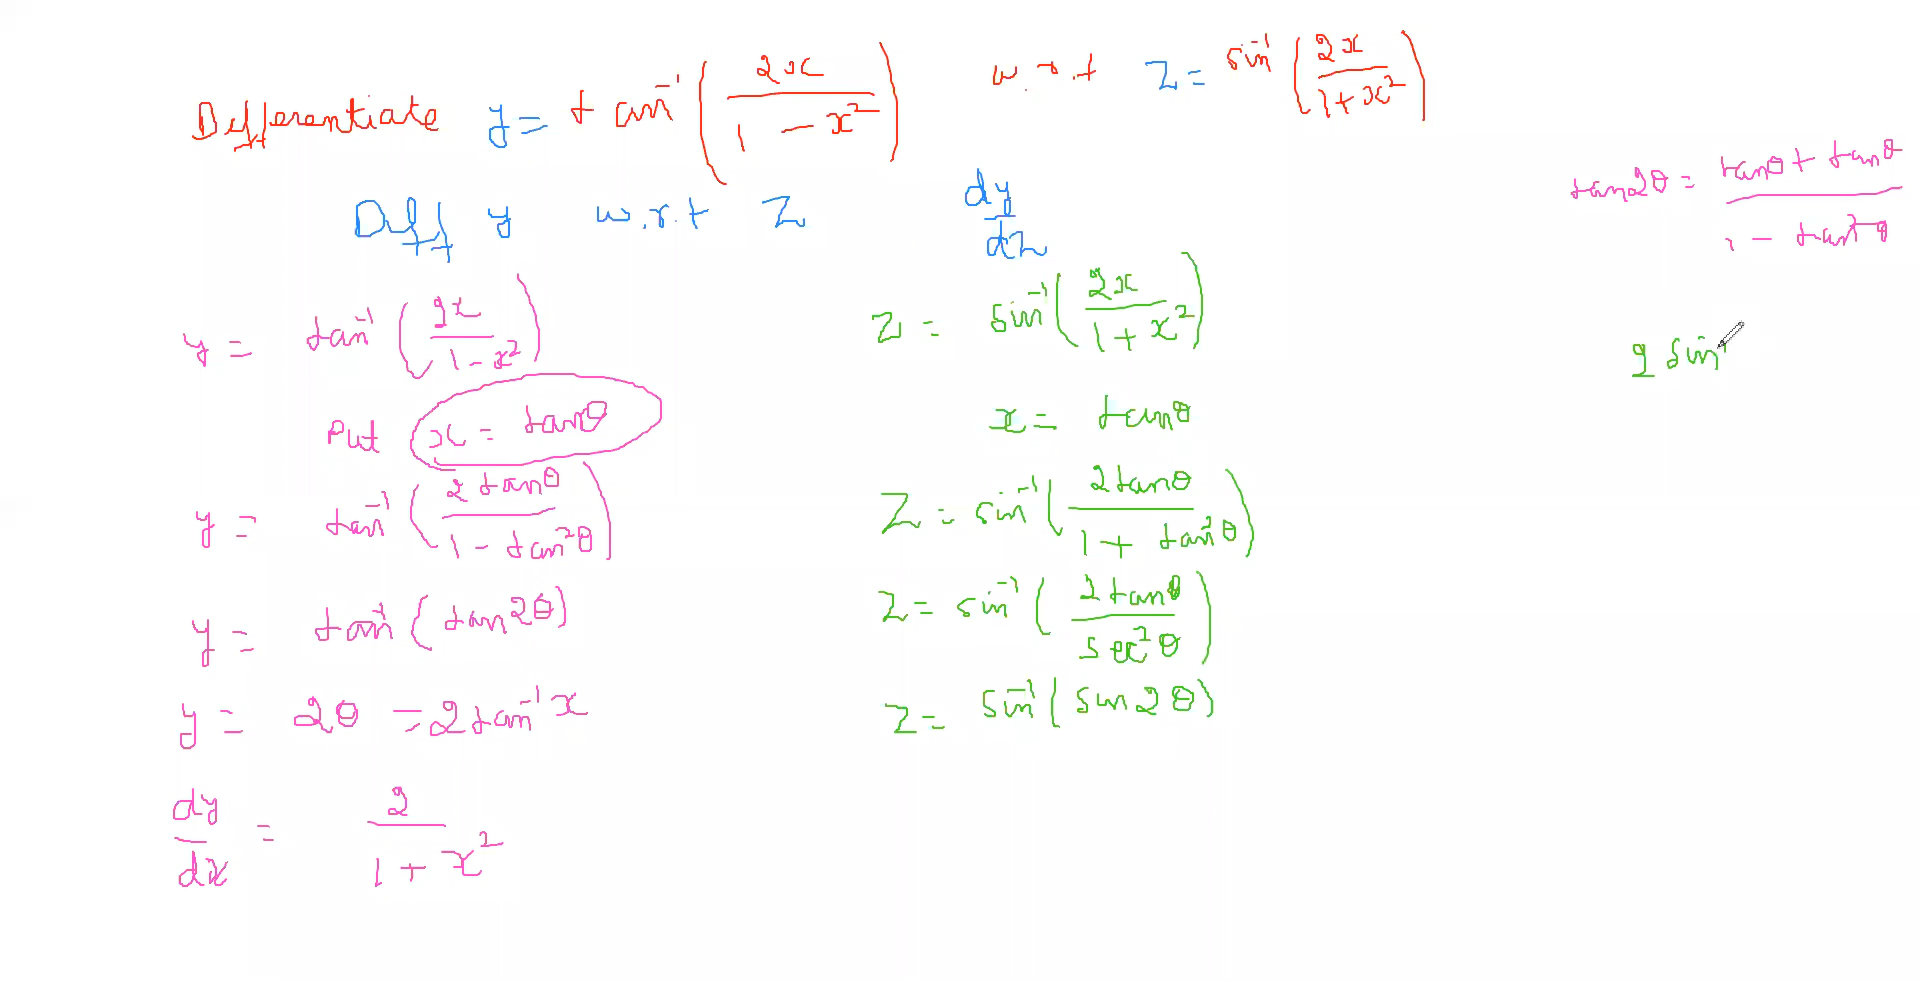 Differentiate y = tan⁻¹(2x / 1 - x²) w.r.t z = sin⁻¹(2x / 1 + x²)
Diff y w.r.t z dy/dz
tan2θ = tanθ + tanθ / 1 - tan²θ
y = tan⁻¹(2x / 1 - x²)
Put x = tanθ
y = tan⁻¹(2tanθ / 1 - tan²θ)
y = tan⁻¹(tan2θ)
y = 2θ = 2tan⁻¹x
dy/dx = 2 / 1 + x²
z = sin⁻¹(2x / 1 + x²)
x = tanθ
z = sin⁻¹(2tanθ / 1 + tan²θ)
z = sin⁻¹(2tanθ / sec²θ)
z = sin⁻¹(sin2θ)
2 sin